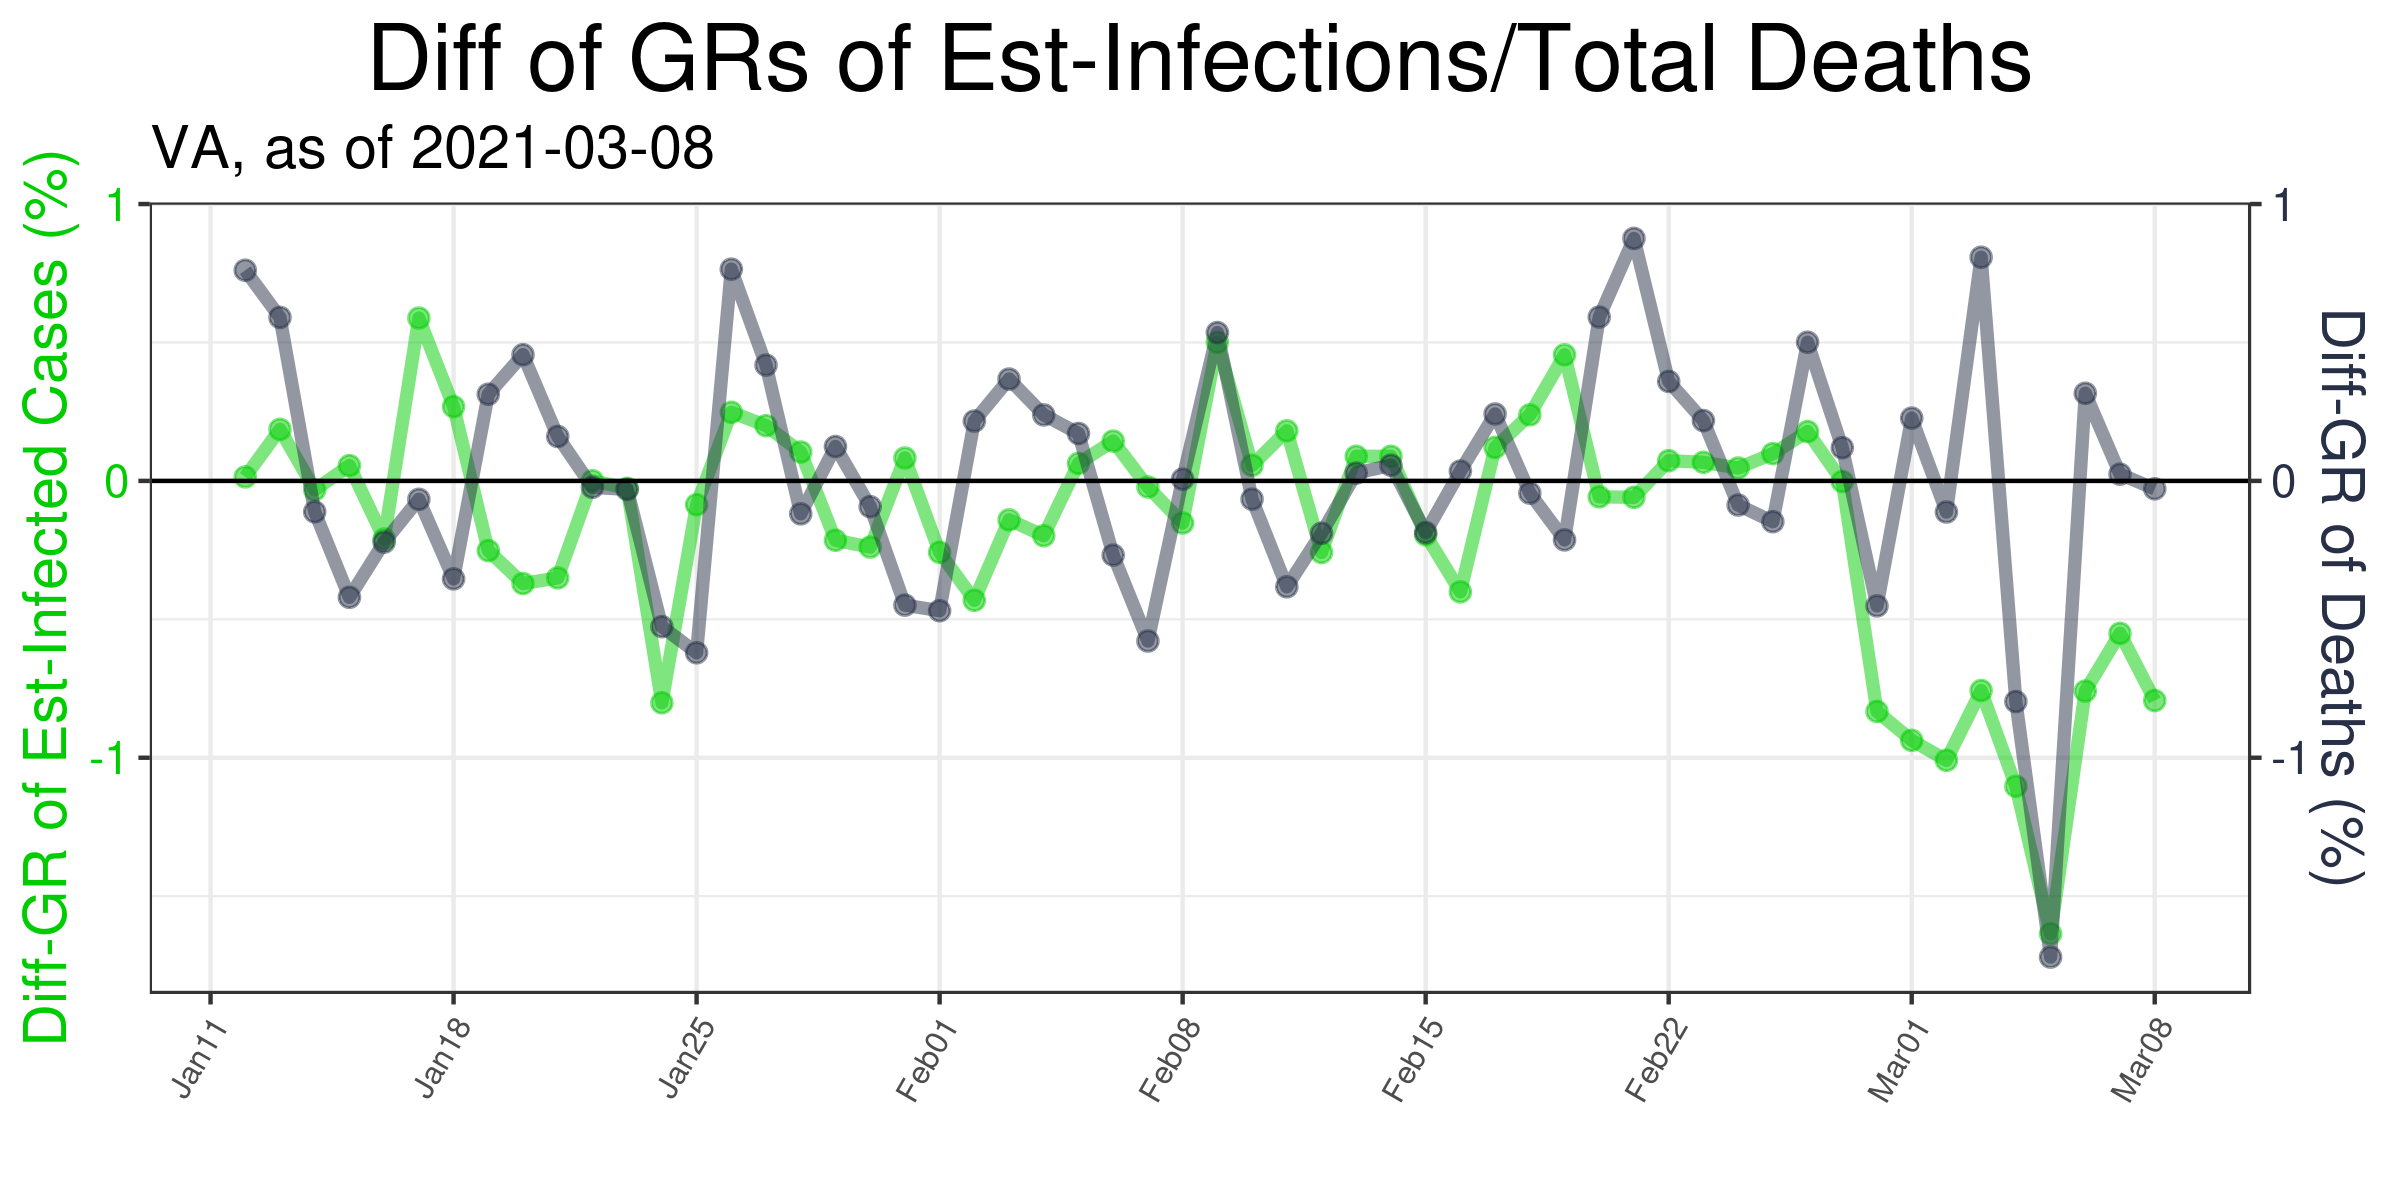 Diff of GRs of Est-Infections/Total Deaths
VA, as of 2021-03-08
Diff-GR of Est-Infected Cases (%)
1
0
-1
1
0
-1
Diff-GR of Deaths (%)
Jan11
Jan18
Jan25
Feb01
Feb08
Feb15
Feb22
Mar01
Mar08